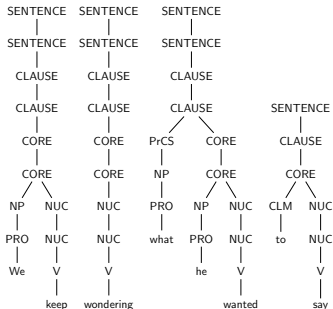 SENTENCE SENTENCE SENTENCE
SENTENCE SENTENCE SENTENCE
CLAUSE CLAUSE CLAUSE
CLAUSE CLAUSE CLAUSE SENTENCE
CORE CORE PrCS CORE CLAUSE
CORE CORE NP CORE CORE
NP NUC NUC PRO NP NUC CLM NUC
PRO NUC NUC what PRO NUC to NUC
We V V he V V
keep wondering wanted say